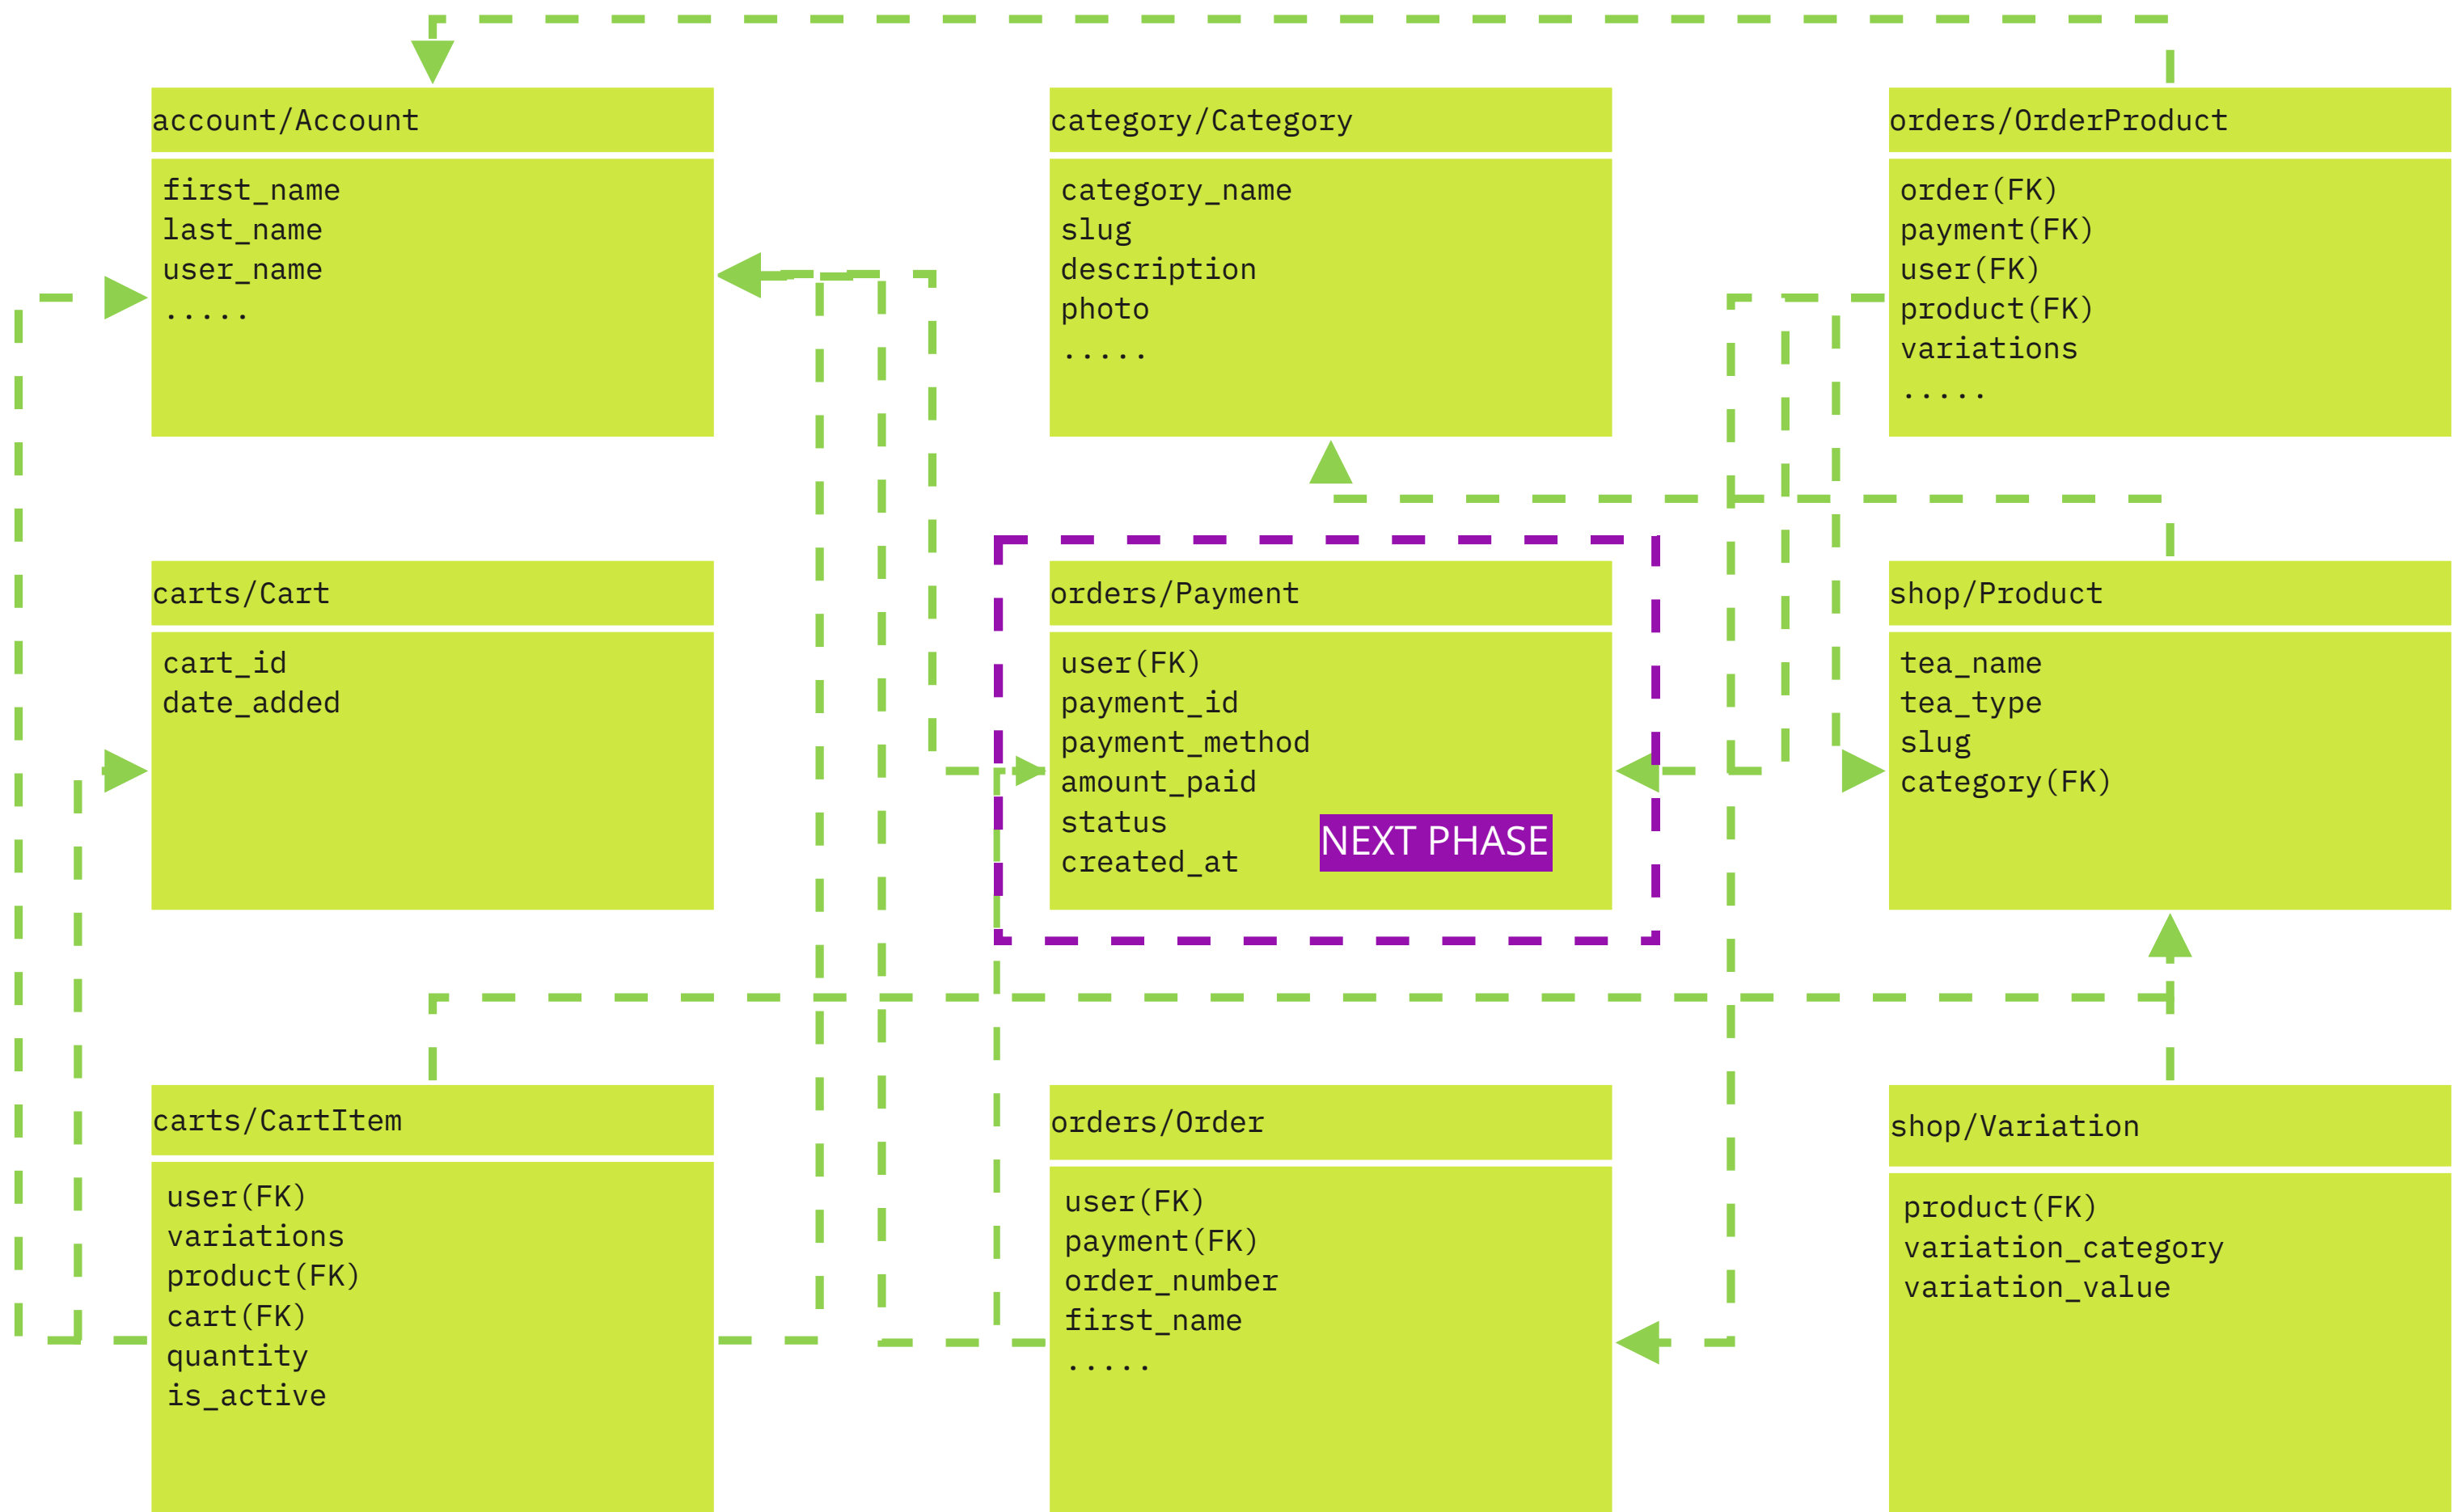 account/Account
first_name
last_name
user_name
.....
category/Category
category_name
slug
description
photo
.....
orders/OrderProduct
order(FK)
payment(FK)
user(FK)
product(FK)
variations
.....
carts/Cart
cart_id
date_added
orders/Payment
user(FK)
payment_id
payment_method
amount_paid
status
created_at
NEXT PHASE
shop/Product
tea_name
tea_type
slug
category(FK)
carts/CartItem
user(FK)
variations
product(FK)
cart(FK)
quantity
is_active
orders/Order
user(FK)
payment(FK)
order_number
first_name
.....
shop/Variation
product(FK)
variation_category
variation_value